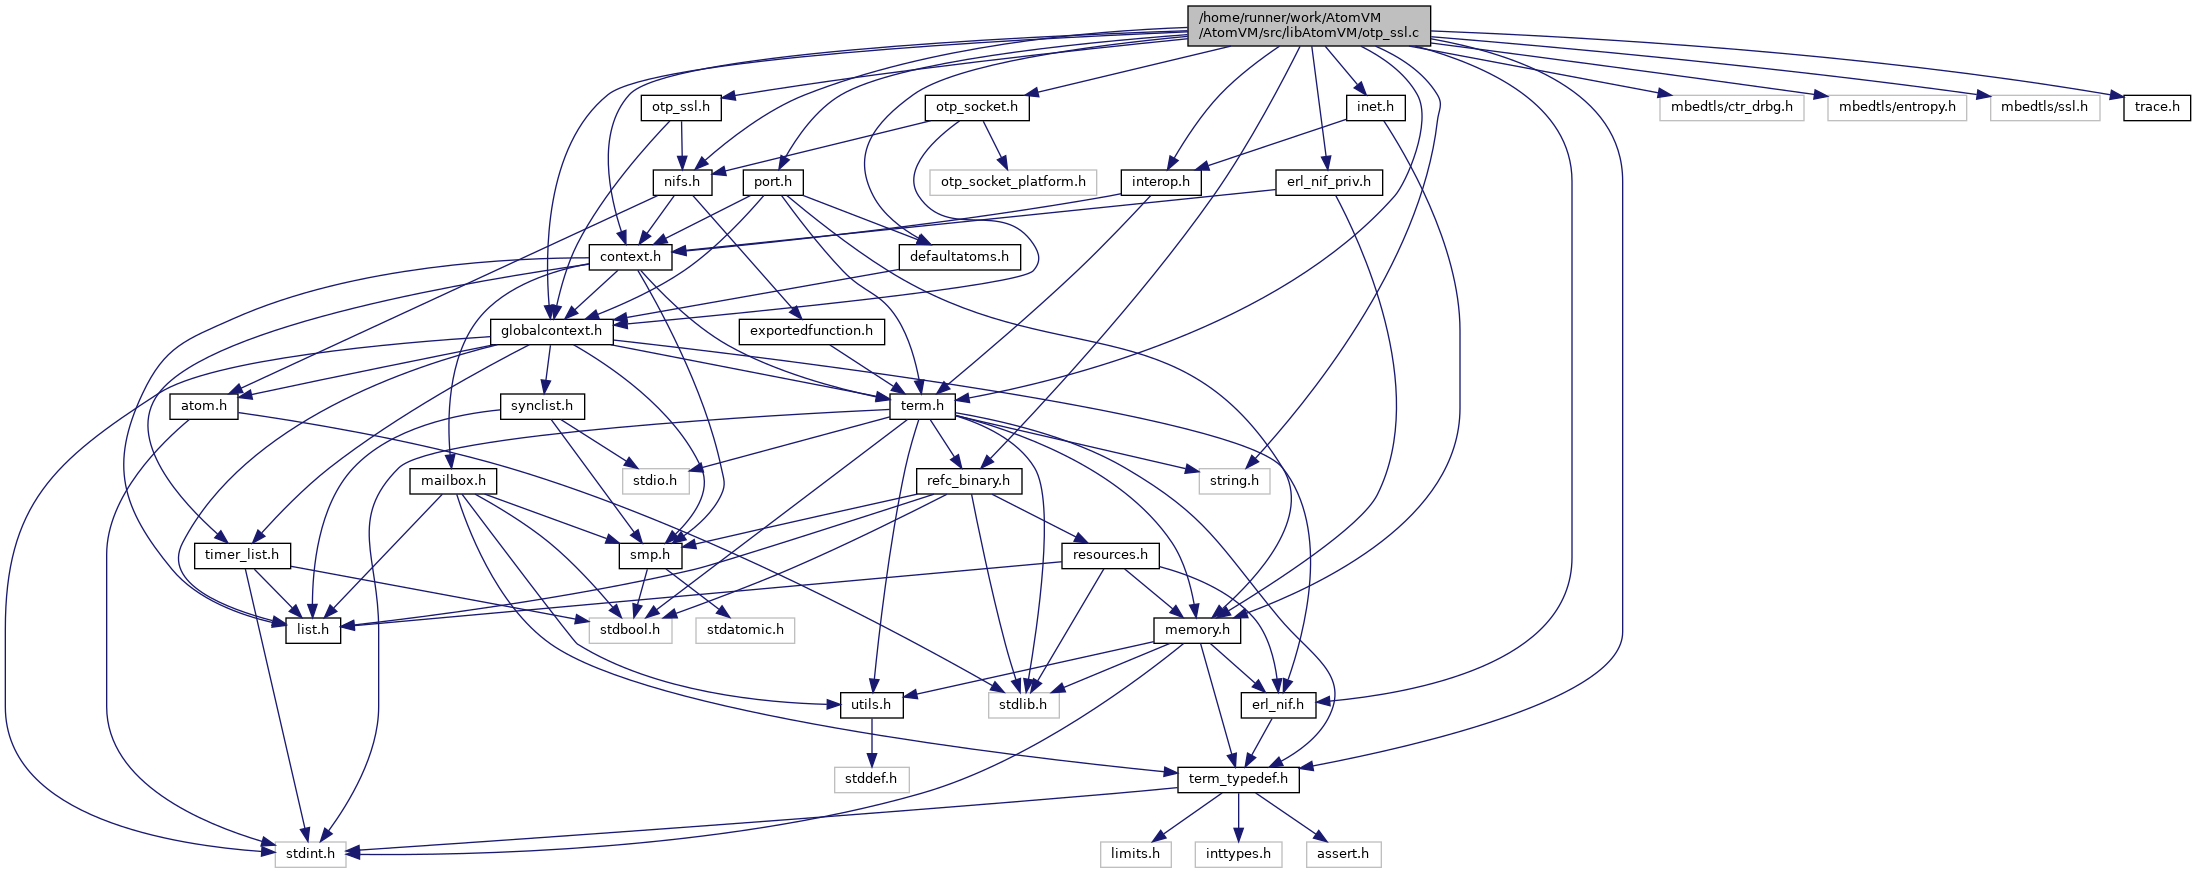 /home/runner/work/AtomVM
/AtomVM/src/libAtomVM/otp_ssl.c
otp_ssl.h
otp_socket.h
inet.h
mbedtls/ctr_drbg.h
mbedtls/entropy.h
mbedtls/ssl.h
trace.h
nifs.h
port.h
otp_socket_platform.h
interop.h
erl_nif_priv.h
context.h
defaultatoms.h
globalcontext.h
exportedfunction.h
atom.h
synclist.h
term.h
mailbox.h
stdio.h
refc_binary.h
string.h
timer_list.h
smp.h
resources.h
list.h
stdbool.h
stdatomic.h
memory.h
utils.h
stdlib.h
erl_nif.h
stddef.h
term_typedef.h
stdint.h
limits.h
inttypes.h
assert.h